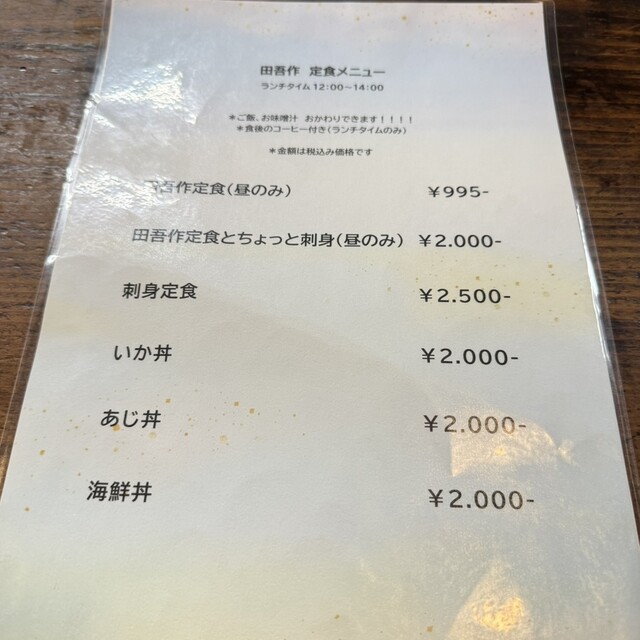 田吾作 定食メニュー
ランチタイム 12:00~14:00
*ご飯、お味噌汁 おかわりできます!!!!
*食後のコーヒー付き(ランチタイムのみ)
*金額は税込み価格です
田吾作定食(昼のみ) ¥995-
田吾作定食とちょっと刺身(昼のみ) ¥2.000-
刺身定食 ¥2.500-
いか丼 ¥2.000-
あじ丼 ¥2.000-
海鮮丼 ¥2.000-